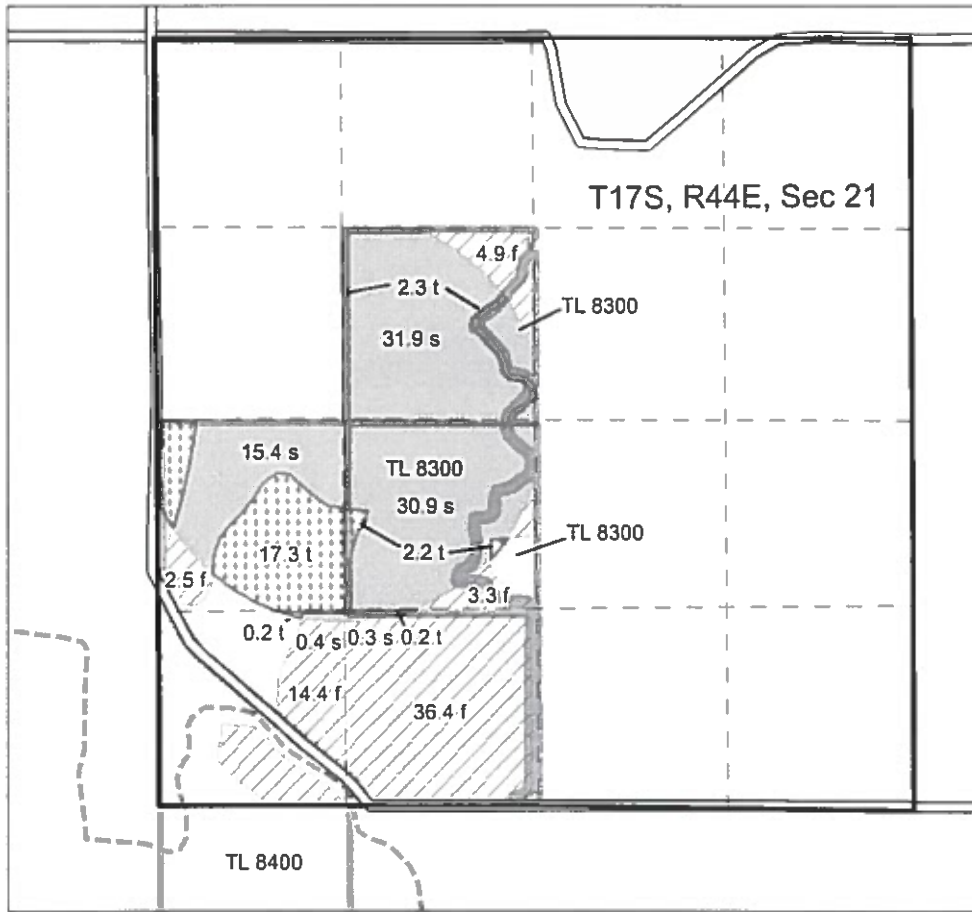 T17S, R44E, Sec 21
4.9 f
2.3 t
TL 8300
31.9 s
15.4 s
TL 8300
30.9 s
TL 8300
2.2 t
17.3 t
2.5 f
3.3 f
0.2 t
0.4 s
0.3 s
0.2 t
14.4 f
36.4 f
TL 8400